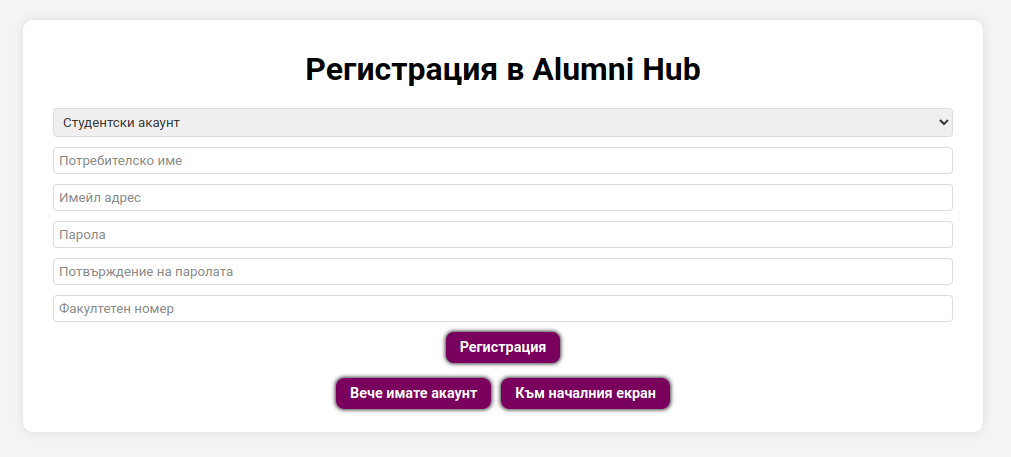 Регистрация в Alumni Hub
Студентски акаунт
Потребителско име
Имейл адрес
Парола
Потвърждение на паролата
Факултетен номер
Регистрация
Вече имате акаунт Към началния екран